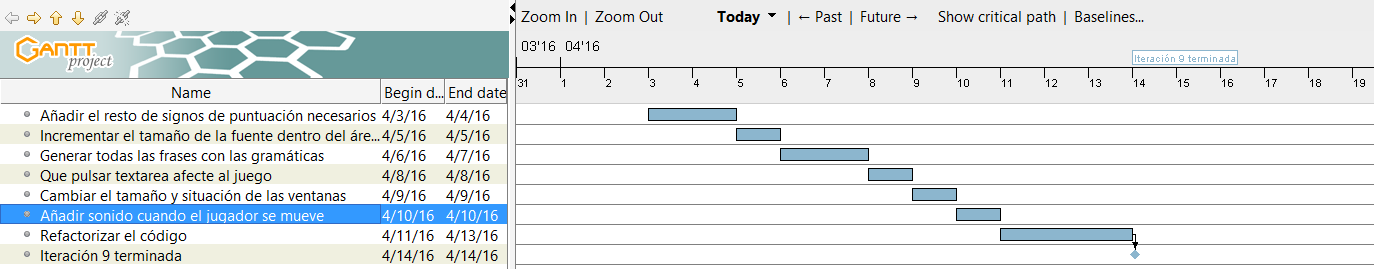 Zoom In | Zoom Out Today ▼ | ← Past | Future → Show critical path | Baselines...
GANTT
project
03'16 04'16
Iteración 9 terminada
31 1 2 3 4 5 6 7 8 9 10 11 12 13 14 15 16 17 18 19
Name Begin d... End date
Añadir el resto de signos de puntuación necesarios 4/3/16 4/4/16
Incrementar el tamaño de la fuente dentro del áre... 4/5/16 4/5/16
Generar todas las frases con las gramáticas 4/6/16 4/7/16
Que pulsar textarea afecte al juego 4/8/16 4/8/16
Cambiar el tamaño y situación de las ventanas 4/9/16 4/9/16
Añadir sonido cuando el jugador se mueve 4/10/16 4/10/16
Refactorizar el código 4/11/16 4/13/16
Iteración 9 terminada 4/14/16 4/14/16